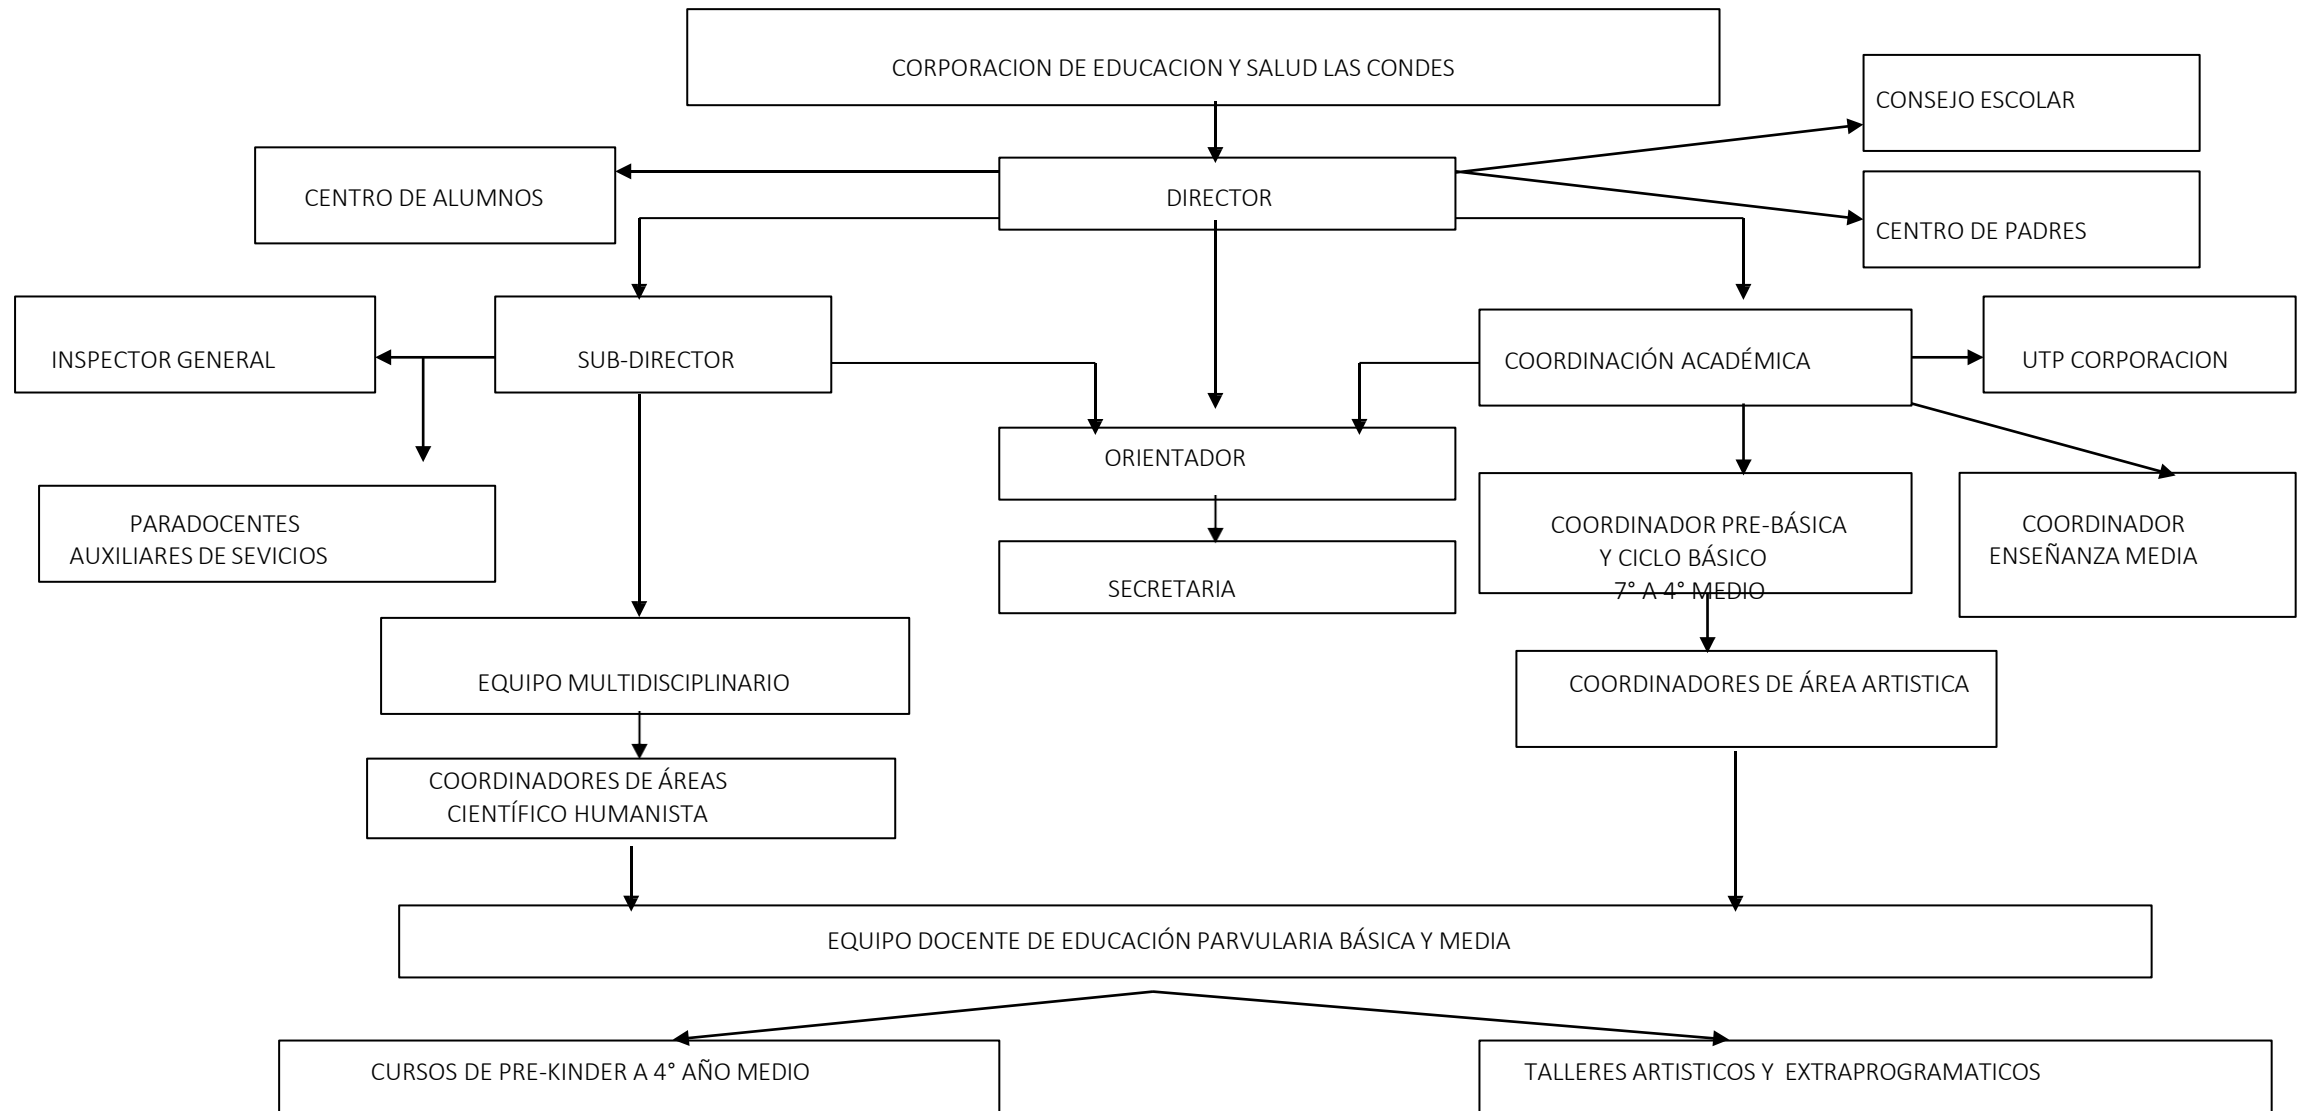 CORPORACION DE EDUCACION Y SALUD LAS CONDES
CONSEJO ESCOLAR
CENTRO DE ALUMNOS
DIRECTOR
CENTRO DE PADRES
INSPECTOR GENERAL
SUB-DIRECTOR
COORDINACIÓN ACADÉMICA
UTP CORPORACION
ORIENTADOR
PARADOCENTES
AUXILIARES DE SEVICIOS
COORDINADOR PRE-BÁSICA
Y CICLO BÁSICO
7° A 4° MEDIO
COORDINADOR
ENSEÑANZA MEDIA
SECRETARIA
EQUIPO MULTIDISCIPLINARIO
COORDINADORES DE ÁREA ARTISTICA
COORDINADORES DE ÁREAS
CIENTÍFICO HUMANISTA
EQUIPO DOCENTE DE EDUCACIÓN PARVULARIA BÁSICA Y MEDIA
CURSOS DE PRE-KINDER A 4° AÑO MEDIO
TALLERES ARTISTICOS Y EXTRAPROGRAMATICOS